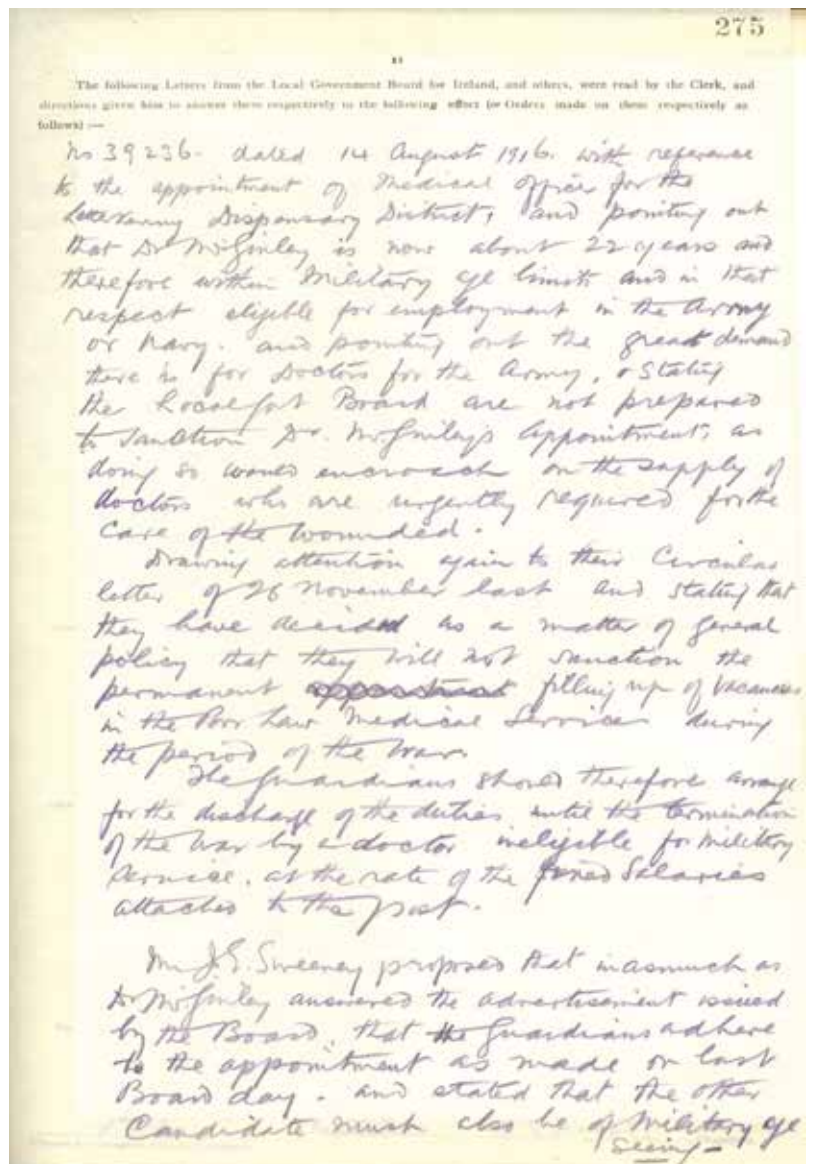 275
The following Letters from the Local Government Board for Ireland, and others, were read by the Clerk, and
directions given him to answer them respectively to the following effect (or Orders made on them respectively as
follows) :—
No 39236. dated 14 August 1916. with reference
to the appointment of Medical Officer for the
Letterkenny Dispensary District, and pointing out
that Dr McGinley is now about 22 years and
therefore within Military age limits and in that
respect eligible for employment in the Army
or Navy. and pointing out the great demand
there is for Doctors for the Army, & Stating
the Local Govt Board are not prepared
to Sanction Dr. McGinley's appointment, as
doing so would encroach on the supply of
doctors who are urgently required for the
Care of the Wounded.
Drawing attention again to their Circular
letter of 26 November last and stating that
they have decided as a matter of general
policy that they will not sanction the
permanent filling up of Vacancies
in the Poor Law Medical Services during
the period of the War.
The Guardians should therefore arrange
for the discharge of the duties until the termination
of the War by a doctor ineligible for Military
Service, at the rate of the fixed Salaries
attached to the post.
Mr J.E. Sweeney proposed that inasmuch as
Dr McGinley answered the advertisement issued
by the Board, that the Guardians adhere
to the appointment as made on last
Board day. and stated that the other
Candidate must also be of Military age
seeing —